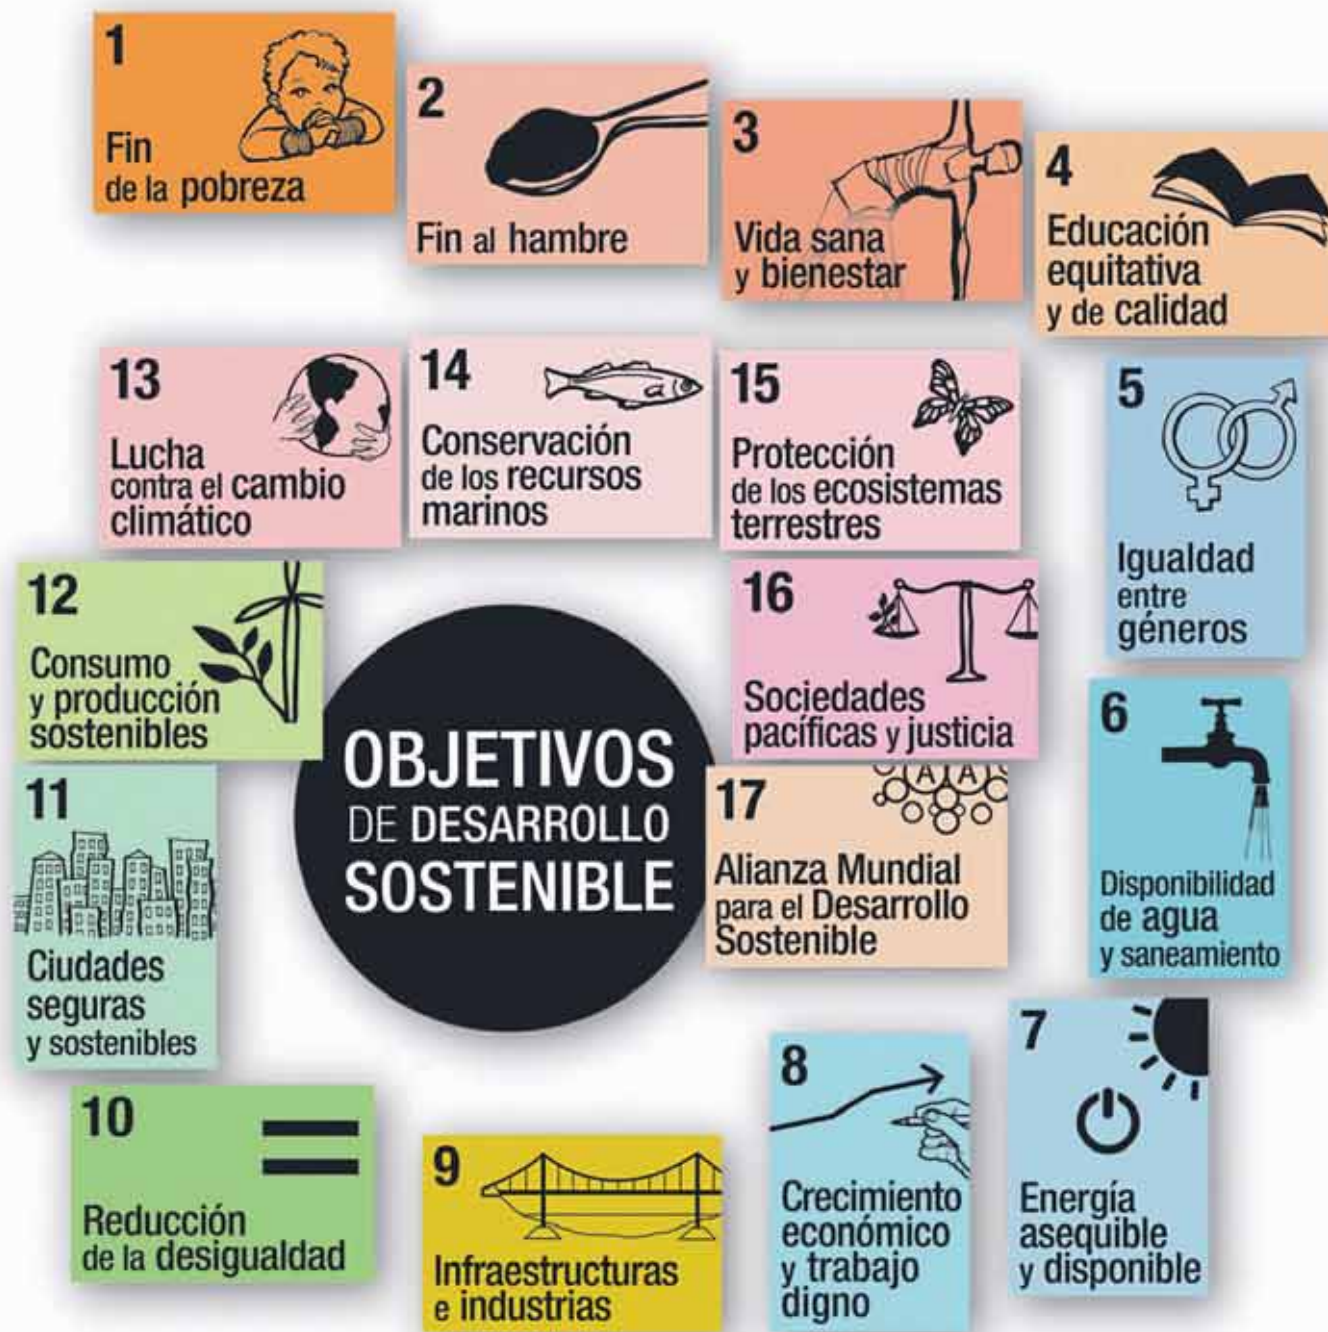 1
Fin
de la pobreza
2
Fin al hambre
3
Vida sana
y bienestar
4
Educación
equitativa
y de calidad
5
Igualdad
entre
géneros
6
Disponibilidad
de agua
y saneamiento
7
Energía
asequible
y disponible
8
Crecimiento
económico
y trabajo
digno
9
Infraestructuras
e industrias
10
Reducción
de la desigualdad
11
Ciudades
seguras
y sostenibles
12
Consumo
y producción
sostenibles
13
Lucha
contra el cambio
climático
14
Conservación
de los recursos
marinos
15
Protección
de los ecosistemas
terrestres
16
Sociedades
pacíficas y justicia
17
Alianza Mundial
para el Desarrollo
Sostenible
OBJETIVOS
DE DESARROLLO
SOSTENIBLE